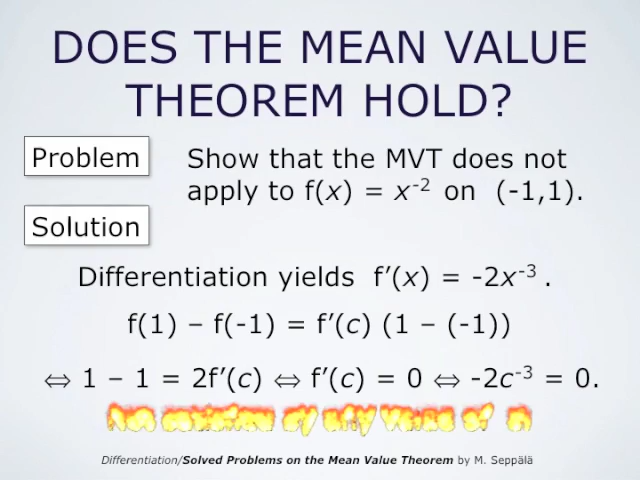 DOES THE MEAN VALUE
THEOREM HOLD?
Problem
Show that the MVT does not
apply to f(x) = x⁻² on (-1,1).
Solution
Differentiation yields f’(x) = -2x⁻³ .
f(1) – f(-1) = f’(c) (1 – (-1))
⇔ 1 – 1 = 2f’(c) ⇔ f’(c) = 0 ⇔ -2c⁻³ = 0.
Differentiation/Solved Problems on the Mean Value Theorem by M. Seppälä